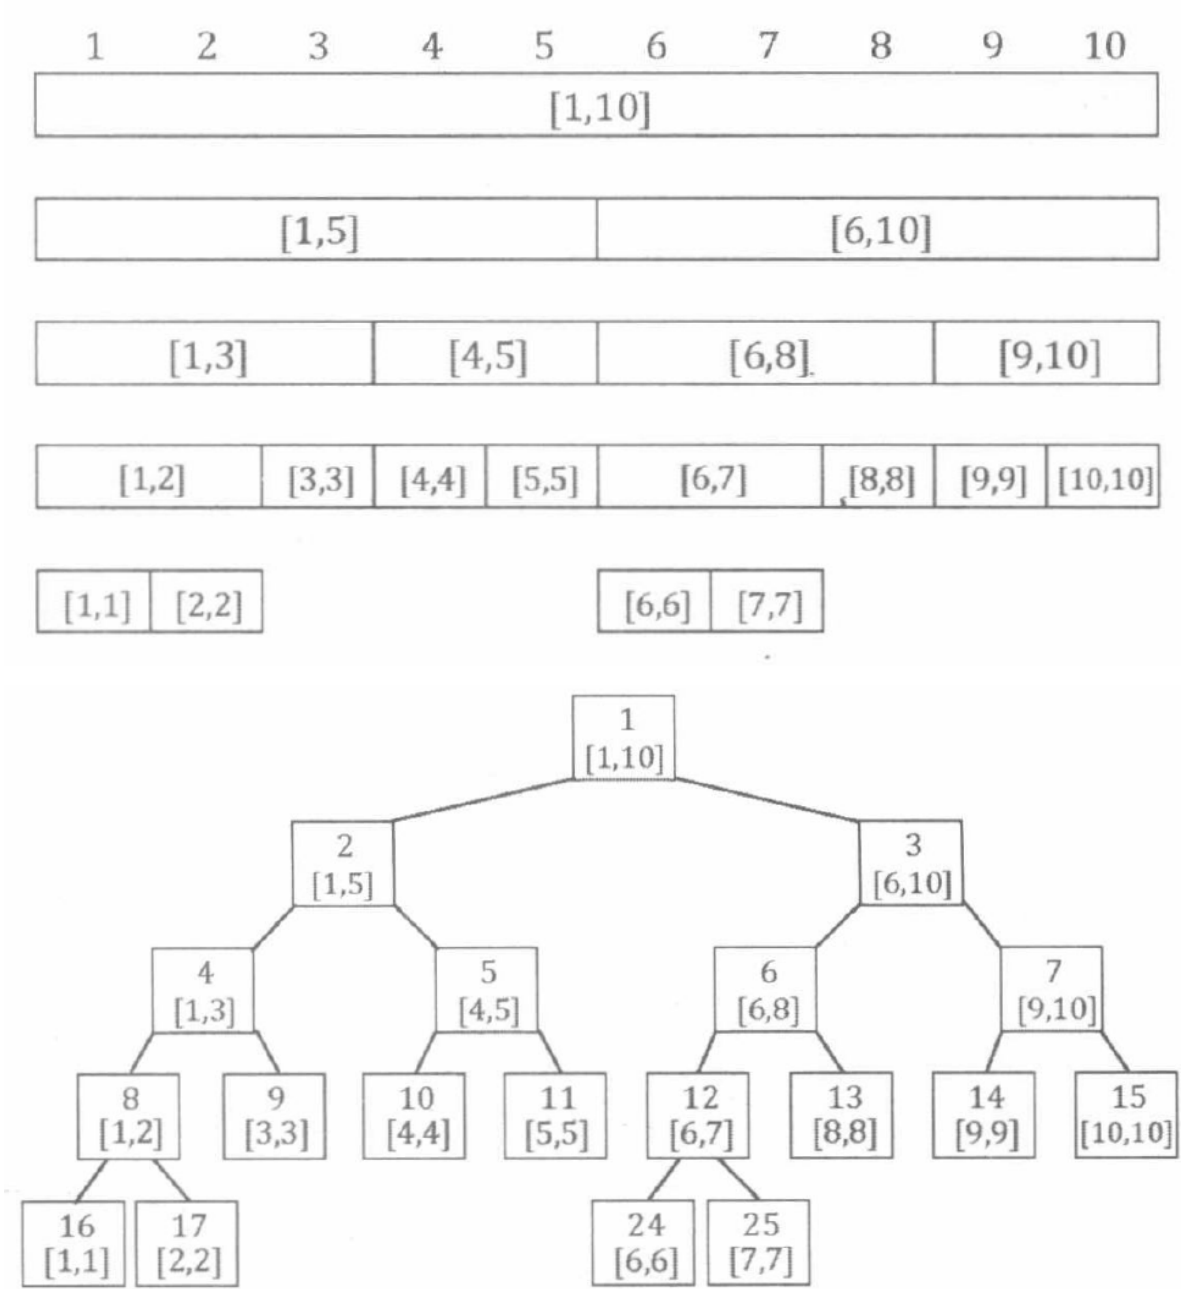 1 2 3 4 5 6 7 8 9 10
[1,10]
[1,5] [6,10]
[1,3] [4,5] [6,8] [9,10]
[1,2] [3,3] [4,4] [5,5] [6,7] [8,8] [9,9] [10,10]
[1,1] [2,2] [6,6] [7,7]
1
[1,10]
2 3
[1,5] [6,10]
4 5 6 7
[1,3] [4,5] [6,8] [9,10]
8 9 10 11 12 13 14 15
[1,2] [3,3] [4,4] [5,5] [6,7] [8,8] [9,9] [10,10]
16 17 24 25
[1,1] [2,2] [6,6] [7,7]